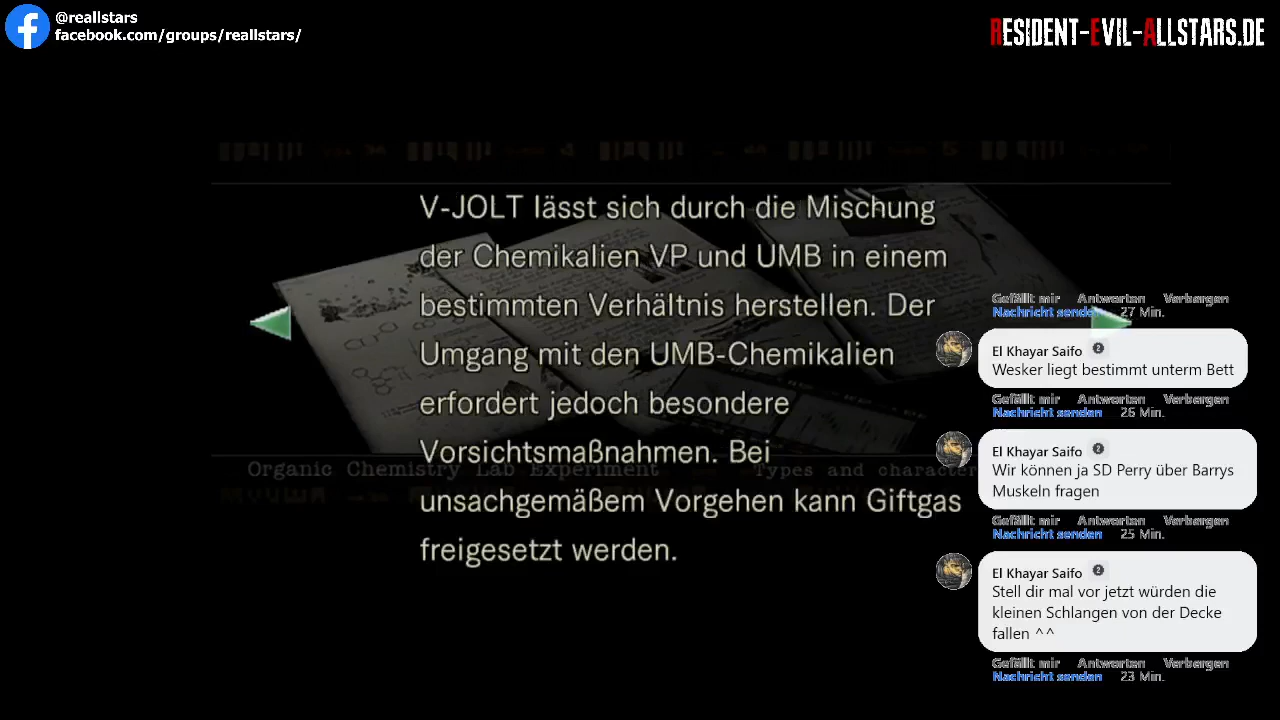 @reallstars
facebook.com/groups/reallstars/
RESIDENT-EVIL-ALLSTARS.DE
V-JOLT lässt sich durch die Mischung
der Chemikalien VP und UMB in einem
bestimmten Verhältnis herstellen. Der
Umgang mit den UMB-Chemikalien
erfordert jedoch besondere
Vorsichtsmaßnahmen. Bei
unsachgemäßem Vorgehen kann Giftgas
freigesetzt werden.
Organic Chemistry Lab Experiment
Types and character
Gefällt mir Antworten Verbergen
Nachricht sende 27 Min.
El Khayar Saifo 2
Wesker liegt bestimmt unterm Bett
Gefällt mir Antworten Verbergen
Nachricht senden 26 Min.
El Khayar Saifo 2
Wir können ja SD Perry über Barrys
Muskeln fragen
Gefällt mir Antworten Verbergen
Nachricht senden 25 Min.
El Khayar Saifo 2
Stell dir mal vor jetzt würden die
kleinen Schlangen von der Decke
fallen ^^
Gefällt mir Antworten Verbergen
Nachricht senden 23 Min.